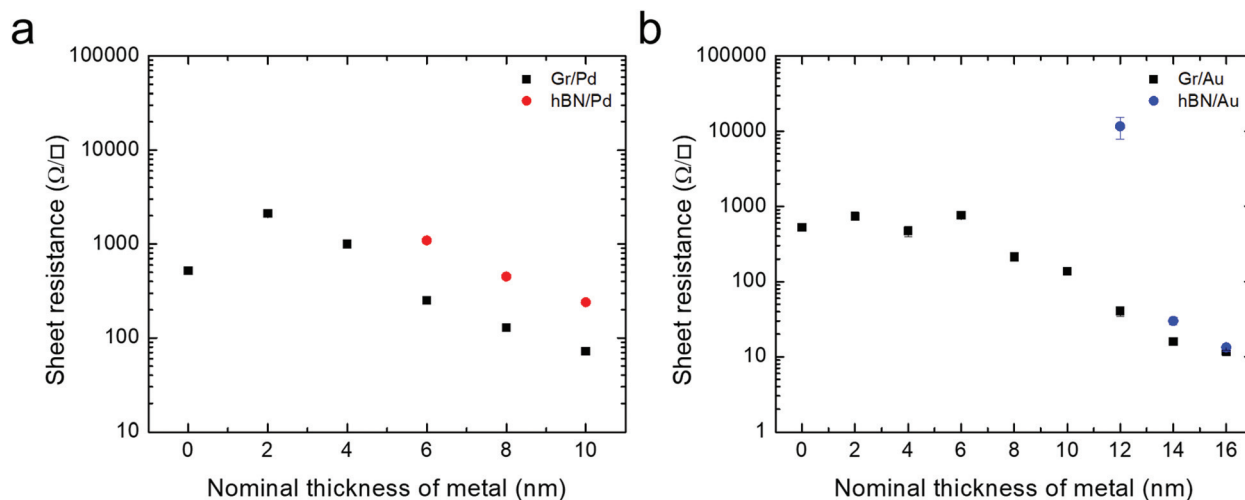 a
100000
10000
1000
100
10
Sheet resistance (Ω/□)
0 2 4 6 8 10
Nominal thickness of metal (nm)
Gr/Pd
hBN/Pd
b
100000
10000
1000
100
10
1
Sheet resistance (Ω/□)
0 2 4 6 8 10 12 14 16
Nominal thickness of metal (nm)
Gr/Au
hBN/Au